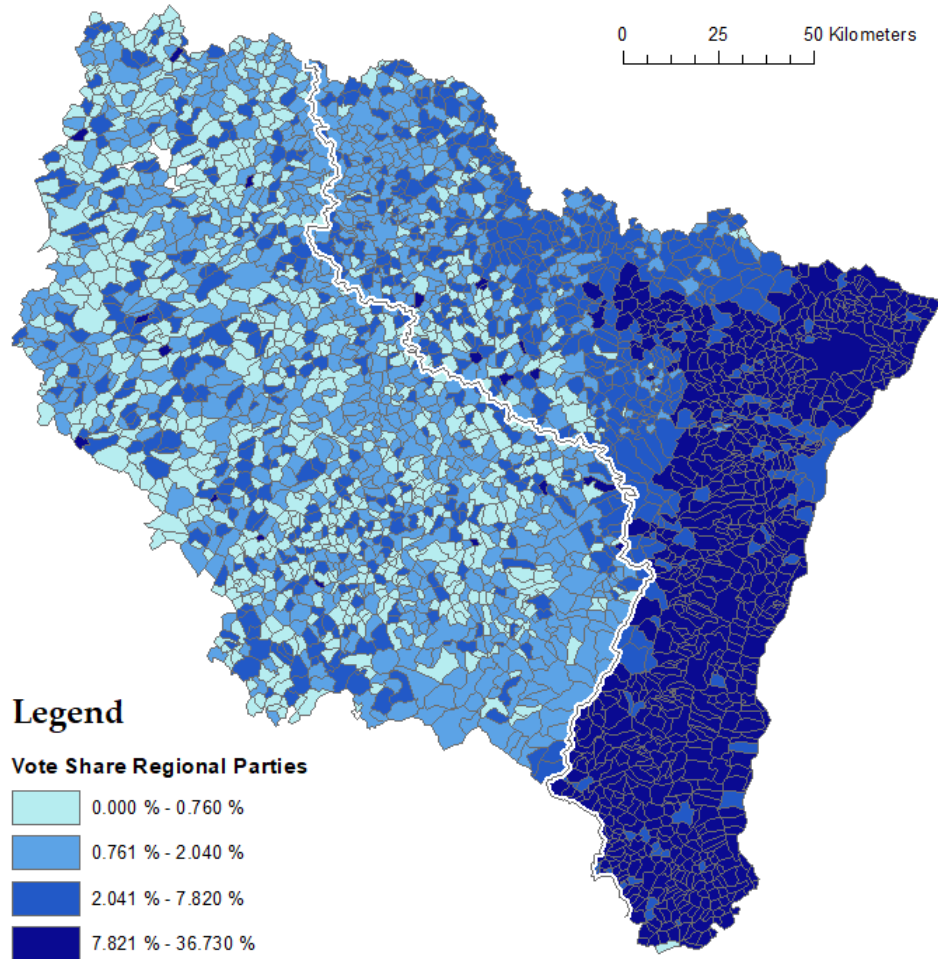 0 25 50 Kilometers
Legend
Vote Share Regional Parties
0.000 % - 0.760 %
0.761 % - 2.040 %
2.041 % - 7.820 %
7.821 % - 36.730 %